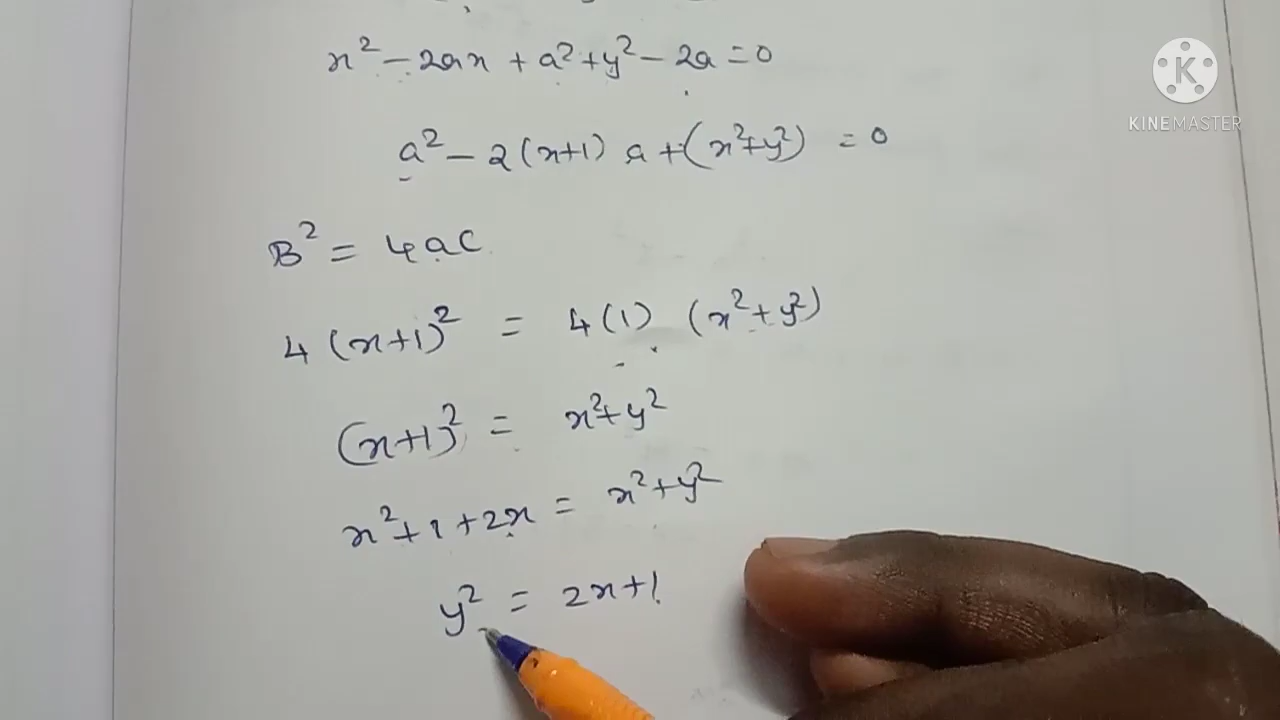 x² - 2ax + a² + y² - 2a = 0
a² - 2(x+1) a + (x² + y²) = 0
B² = 4ac
4(x+1)² = 4(1) (x² + y²)
(x+1)² = x² + y²
x² + 1 + 2x = x² + y²
y² = 2x + 1
K
KINEMASTER